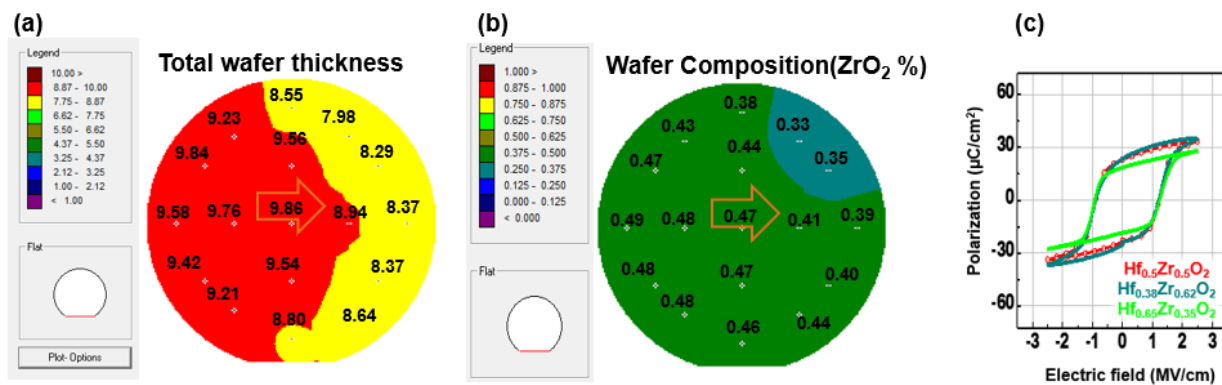 (a)
Legend
10.00 >
8.87 - 10.00
7.75 - 8.87
6.62 - 7.75
5.50 - 6.62
4.37 - 5.50
3.25 - 4.37
2.12 - 3.25
1.00 - 2.12
< 1.00
Flat
Plot- Options
Total wafer thickness
8.55
9.23
7.98
9.56
9.84
8.29
9.58
9.76
9.86
8.94
8.37
9.42
9.54
8.37
9.21
8.80
8.64
(b)
Legend
1.000 >
0.875 - 1.000
0.750 - 0.875
0.625 - 0.750
0.500 - 0.625
0.375 - 0.500
0.250 - 0.375
0.125 - 0.250
0.000 - 0.125
< 0.000
Flat
Wafer Composition(ZrO₂ %)
0.38
0.43
0.33
0.44
0.47
0.35
0.49
0.48
0.47
0.41
0.39
0.48
0.47
0.40
0.48
0.46
0.44
(c)
Polarization (µC/cm²)
60
30
0
-30
-60
Hf₀.₅Zr₀.₅O₂
Hf₀.₃₈Zr₀.₆₂O₂
Hf₀.₆₅Zr₀.₃₅O₂
-3 -2 -1 0 1 2 3
Electric field (MV/cm)